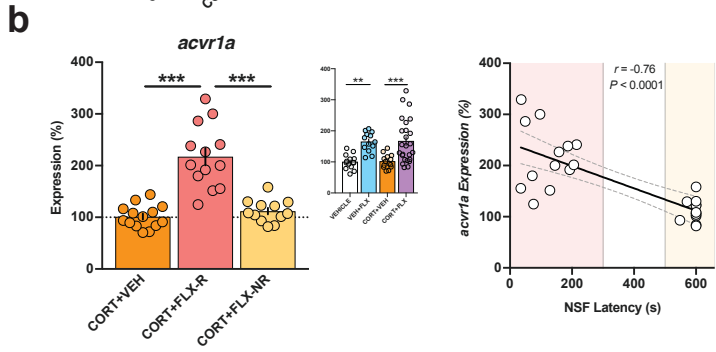 b
acvr1a
Expression (%)
400
300
200
100
0
***
***
CORT+VEH
CORT+FLX-R
CORT+FLX-NR
400
300
200
100
0
**
***
VEHICLE
VEH+FLX
CORT+VEH
CORT+FLX
acvr1a Expression (%)
400
300
200
100
0
r = -0.76
P < 0.0001
0
200
400
600
NSF Latency (s)